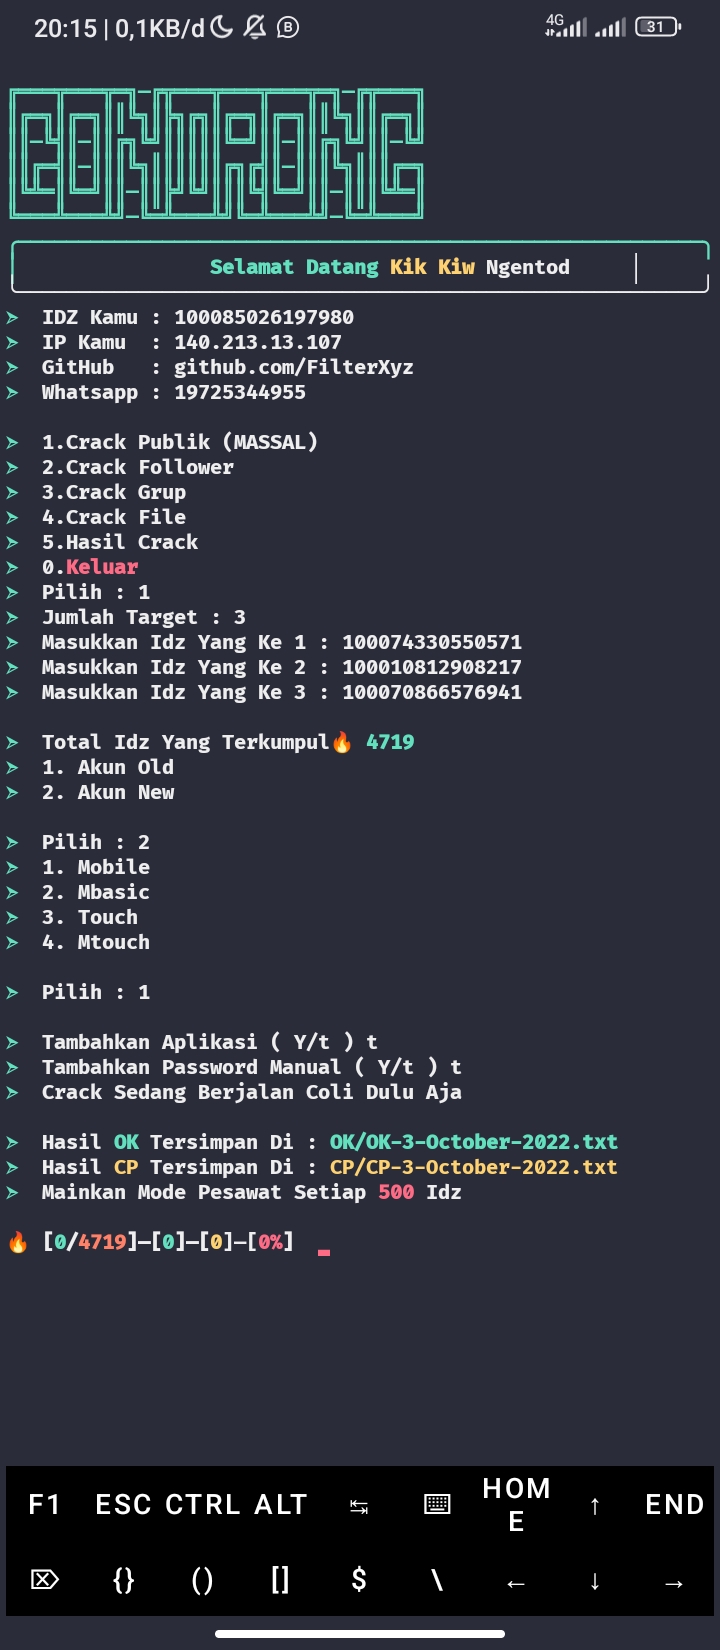 20:15 | 0,1KB/d
4G
31
Selamat Datang Kik Kiw Ngentod
➤ IDZ Kamu : 100085026197980
➤ IP Kamu : 140.213.13.107
➤ GitHub : github.com/FilterXyz
➤ Whatsapp : 19725344955
➤ 1.Crack Publik (MASSAL)
➤ 2.Crack Follower
➤ 3.Crack Grup
➤ 4.Crack File
➤ 5.Hasil Crack
➤ 0.Keluar
➤ Pilih : 1
➤ Jumlah Target : 3
➤ Masukkan Idz Yang Ke 1 : 100074330550571
➤ Masukkan Idz Yang Ke 2 : 100010812908217
➤ Masukkan Idz Yang Ke 3 : 100070866576941
➤ Total Idz Yang Terkumpul🔥 4719
➤ 1. Akun Old
➤ 2. Akun New
➤ Pilih : 2
➤ 1. Mobile
➤ 2. Mbasic
➤ 3. Touch
➤ 4. Mtouch
➤ Pilih : 1
➤ Tambahkan Aplikasi ( Y/t ) t
➤ Tambahkan Password Manual ( Y/t ) t
➤ Crack Sedang Berjalan Coli Dulu Aja
➤ Hasil OK Tersimpan Di : OK/OK-3-October-2022.txt
➤ Hasil CP Tersimpan Di : CP/CP-3-October-2022.txt
➤ Mainkan Mode Pesawat Setiap 500 Idz
🔥 [0/4719]—[0]—[0]—[0%]
F1 ESC CTRL ALT ↹ ⌨ HOME ↑ END
⌦ {} () [] $ \ ← ↓ →